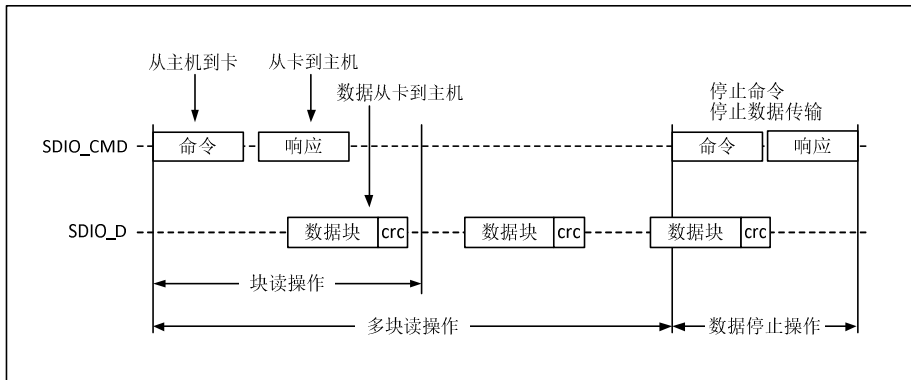 从主机到卡
从卡到主机
数据从卡到主机
停止命令
停止数据传输
SDIO_CMD
命令
响应
命令
响应
SDIO_D
数据块
crc
数据块
crc
数据块
crc
块读操作
多块读操作
数据停止操作